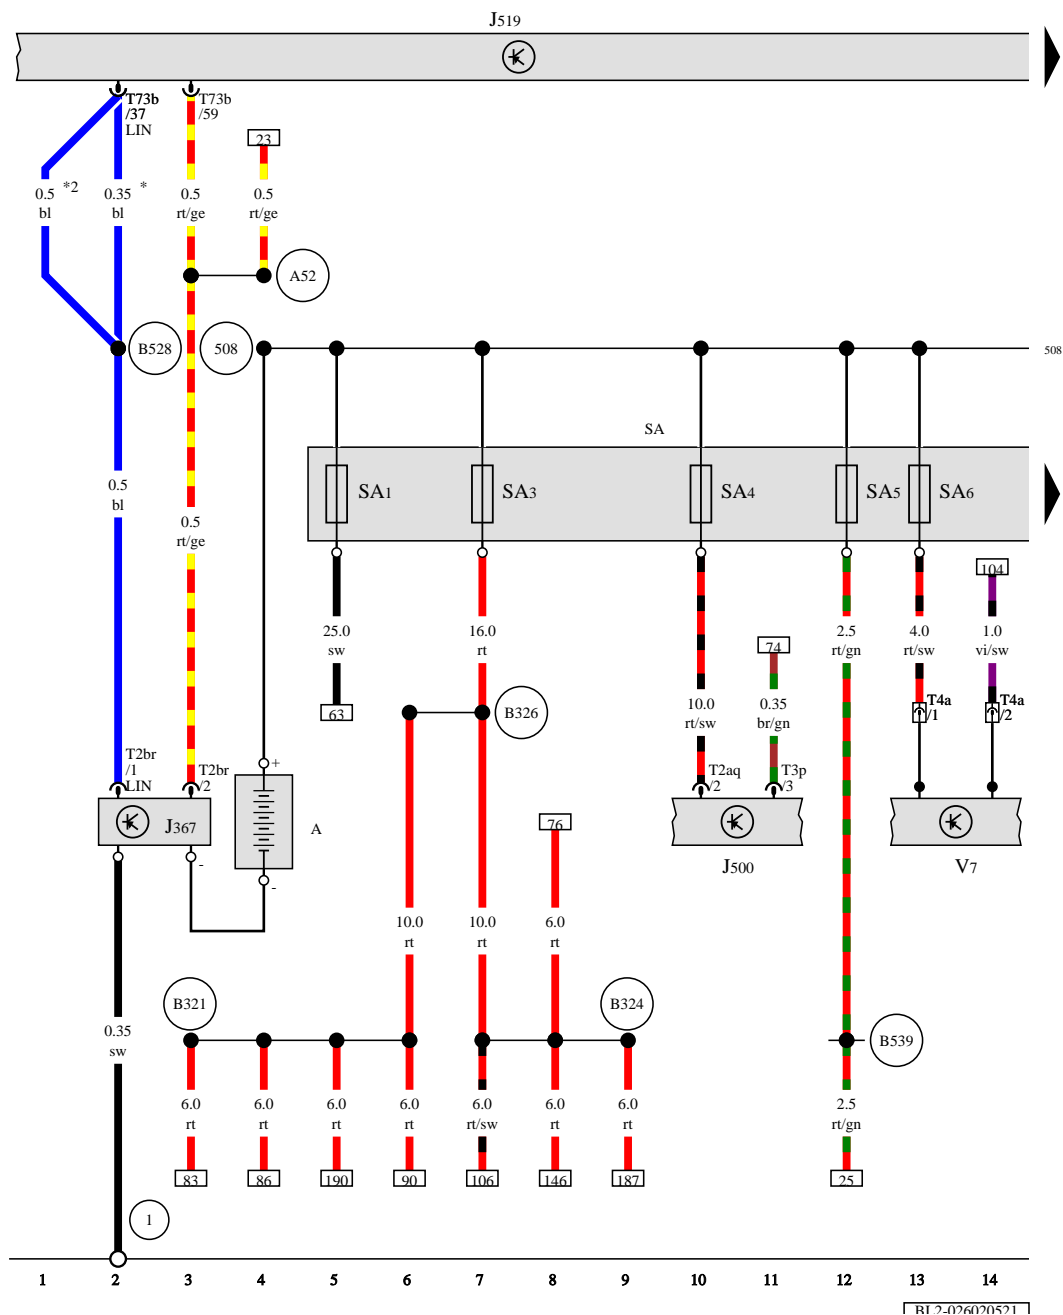 J519
T73b
/37
LIN
T73b
/59
23
0.5
bl
*2
0.35
bl
*
0.5
rt/ge
0.5
rt/ge
A52
B528
508
508
SA
0.5
bl
0.5
rt/ge
SA1
SA3
SA4
SA5
SA6
104
25.0
sw
16.0
rt
2.5
rt/gn
4.0
rt/sw
1.0
vi/sw
74
63
B326
10.0
rt/sw
0.35
br/gn
T4a
/1
T4a
/2
T2br
/1
LIN
T2br
/2
+
T2aq
/2
T3p
/3
J367
A
76
-
-
J500
V7
10.0
rt
10.0
rt
6.0
rt
B321
B324
0.35
sw
B539
6.0
rt
6.0
rt
6.0
rt
6.0
rt
6.0
rt/sw
6.0
rt
6.0
rt
2.5
rt/gn
83
86
190
90
106
146
187
25
1
1 2 3 4 5 6 7 8 9 10 11 12 13 14
BL2-026020521